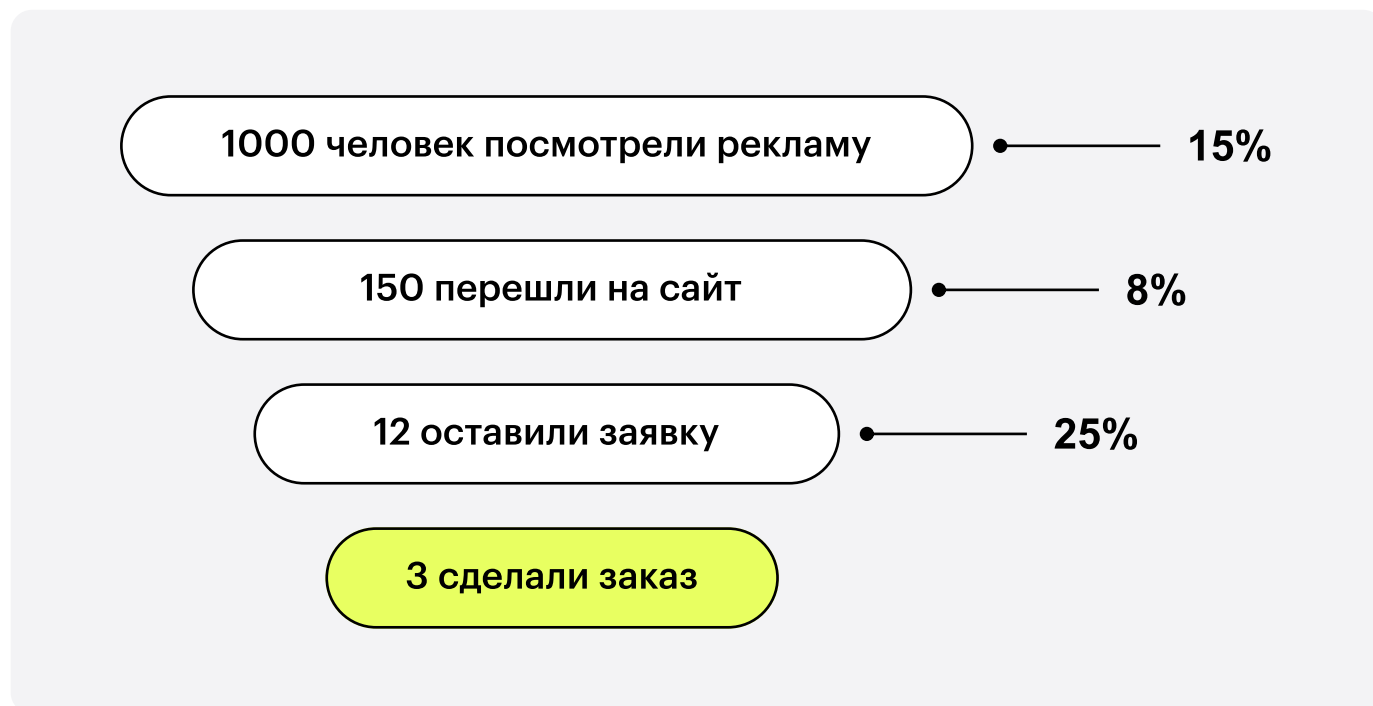 1000 человек посмотрели рекламу
15%
150 перешли на сайт
8%
12 оставили заявку
25%
3 сделали заказ